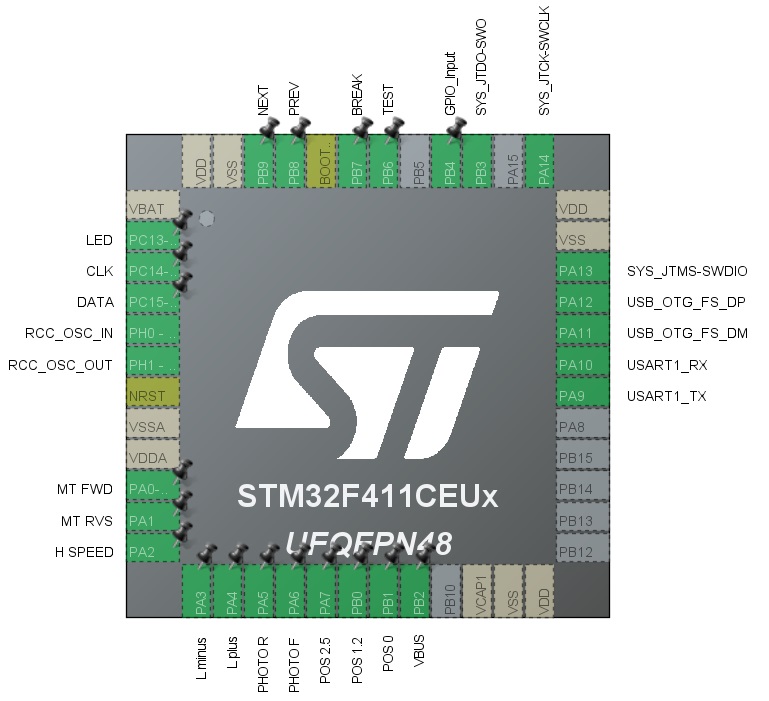 NEXT
PREV
BREAK
TEST
GPIO_Input
SYS_JTDO-SWO
SYS_JTCK-SWCLK
VDD
VSS
PB9
PB8
BOOT..
PB7
PB6
PB5
PB4
PB3
PA15
PA14
VBAT
LED PC13-..
CLK PC14-..
DATA PC15-..
RCC_OSC_IN PH0 - ..
RCC_OSC_OUT PH1 - ..
NRST
VSSA
VDDA
MT FWD PA0-..
MT RVS PA1
H SPEED PA2
VDD
VSS
PA13 SYS_JTMS-SWDIO
PA12 USB_OTG_FS_DP
PA11 USB_OTG_FS_DM
PA10 USART1_RX
PA9 USART1_TX
PA8
PB15
PB14
PB13
PB12
ST
STM32F411CEUx
UFQFPN48
PA3
PA4
PA5
PA6
PA7
PB0
PB1
PB2
PB10
VCAP1
VSS
VDD
L minus
L plus
PHOTO R
PHOTO F
POS 2.5
POS 1.2
POS 0
VBUS